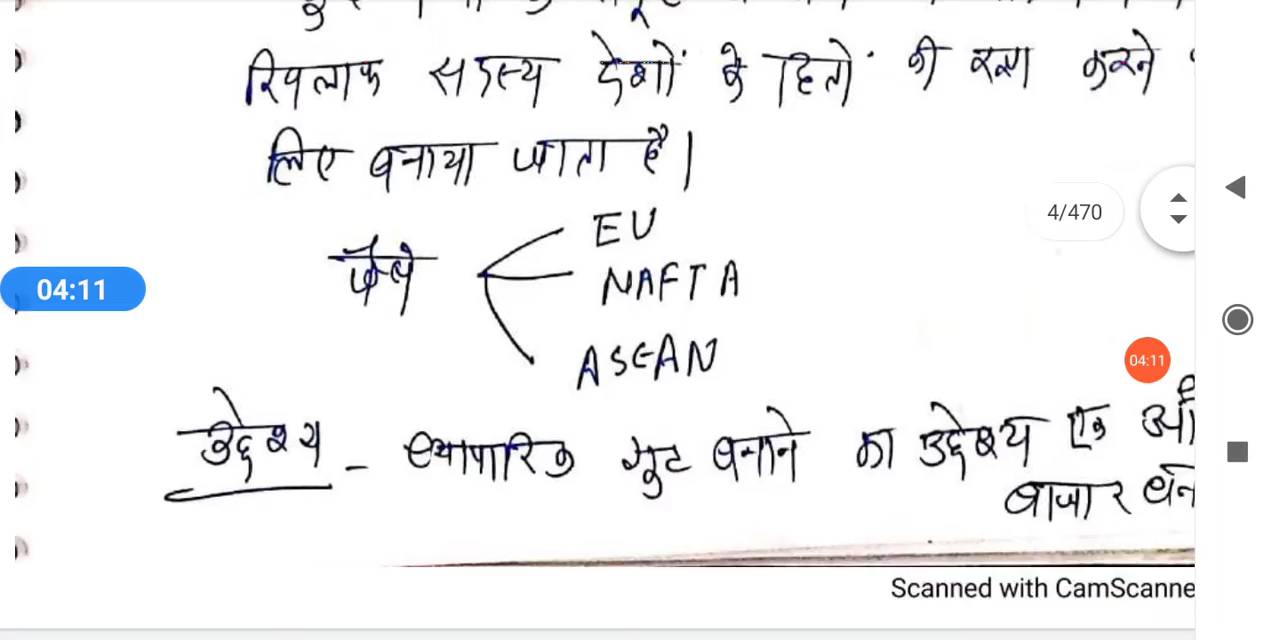 खिलाफ सदस्य देशों के हितों की रक्षा करने
लिए बनाया जाता है।
4/470
जैसे
EU
NAFTA
ASEAN
04:11
04:11
उद्देश्य - व्यापारिक गुट बनाने का उद्देश्य एक
बाजार
Scanned with CamScanne